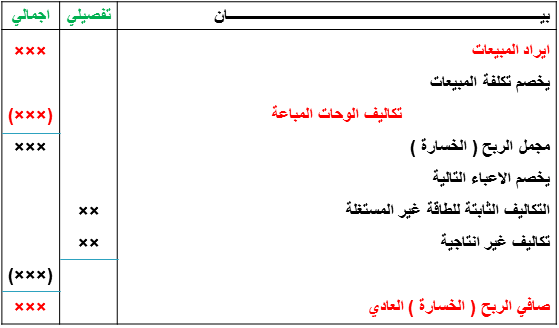 بيـــــــــــــــــــــــــــــــــان تفصيلي اجمالي
ايراد المبيعات ×××
يخصم تكلفة المبيعات
تكاليف الوحات المباعة (×××)
مجمل الربح ( الخسارة ) ×××
يخصم الاعباء التالية
التكاليف الثابتة للطاقة غير المستغلة ××
تكاليف غير انتاجية ××
(×××)
صافي الربح ( الخسارة ) العادي ×××